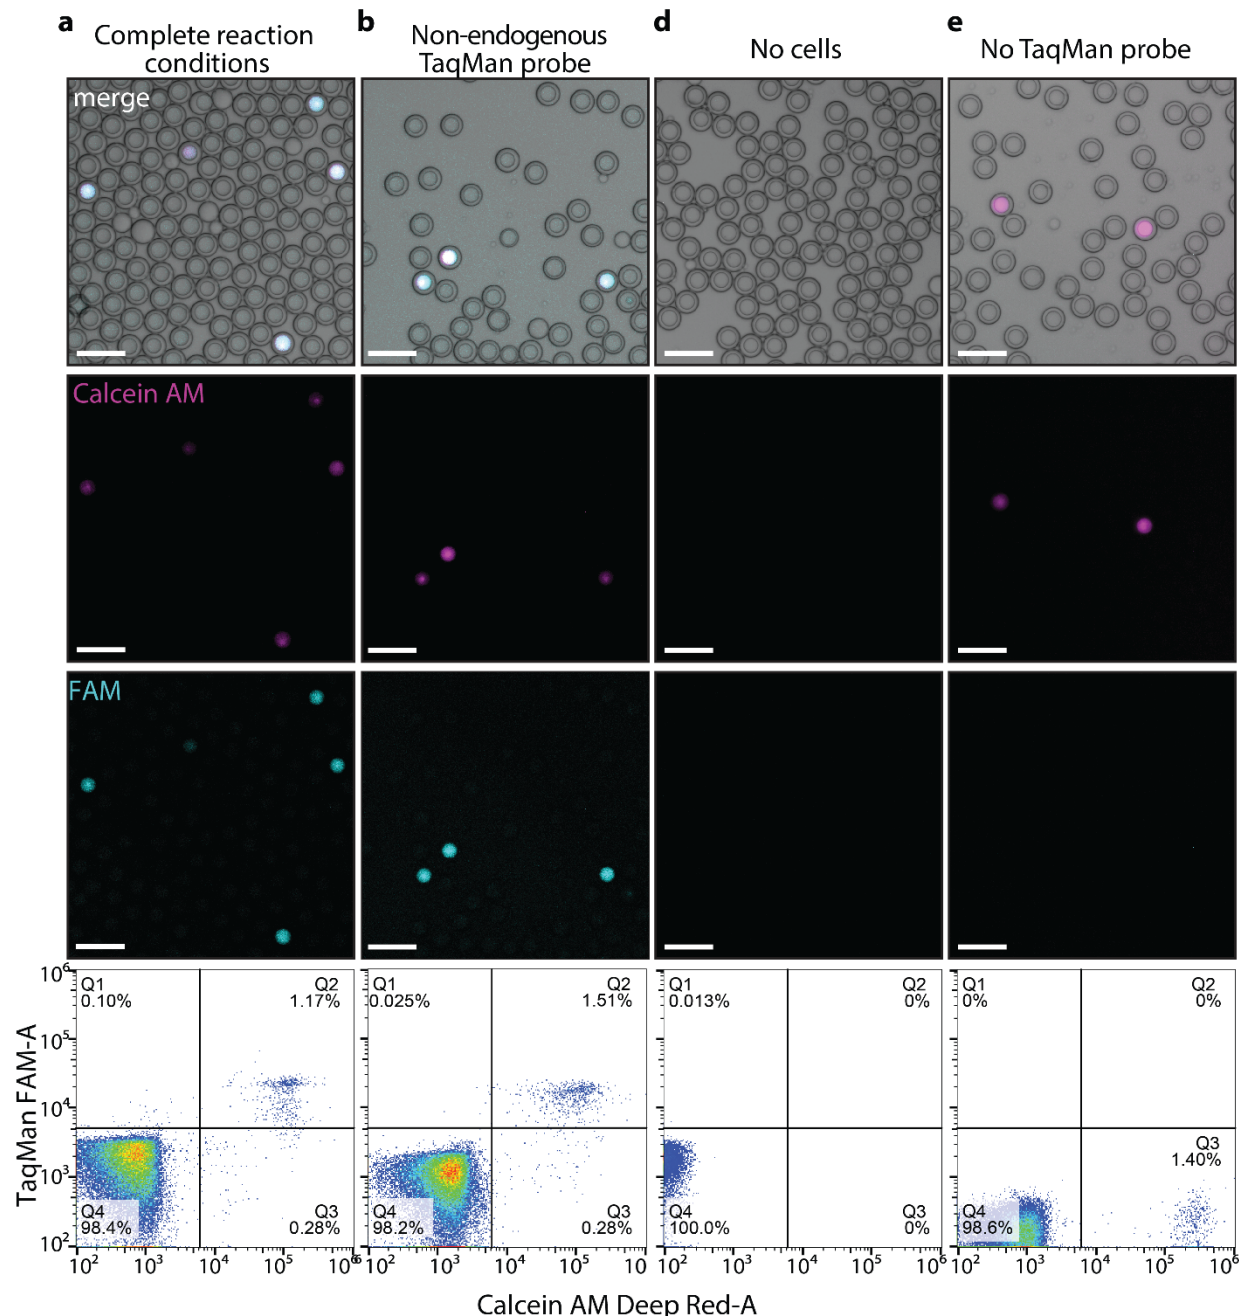 a
Complete reaction
conditions
b
Non-endogenous
TaqMan probe
d
No cells
e
No TaqMan probe
merge
Calcein AM
FAM
TaqMan FAM-A
10⁶
10⁵
10⁴
10³
10²
Q1
0.10%
Q2
1.17%
Q4
98.4%
Q3
0.28%
10² 10³ 10⁴ 10⁵ 10⁶
Q1
0.025%
Q2
1.51%
Q4
98.2%
Q3
0.28%
10² 10³ 10⁴ 10⁵ 10⁶
Q1
0.013%
Q2
0%
Q4
100.0%
Q3
0%
10² 10³ 10⁴ 10⁵ 10⁶
Q1
0%
Q2
0%
Q3
1.40%
Q4
98.6%
10² 10³ 10⁴ 10⁵ 10⁶
Calcein AM Deep Red-A